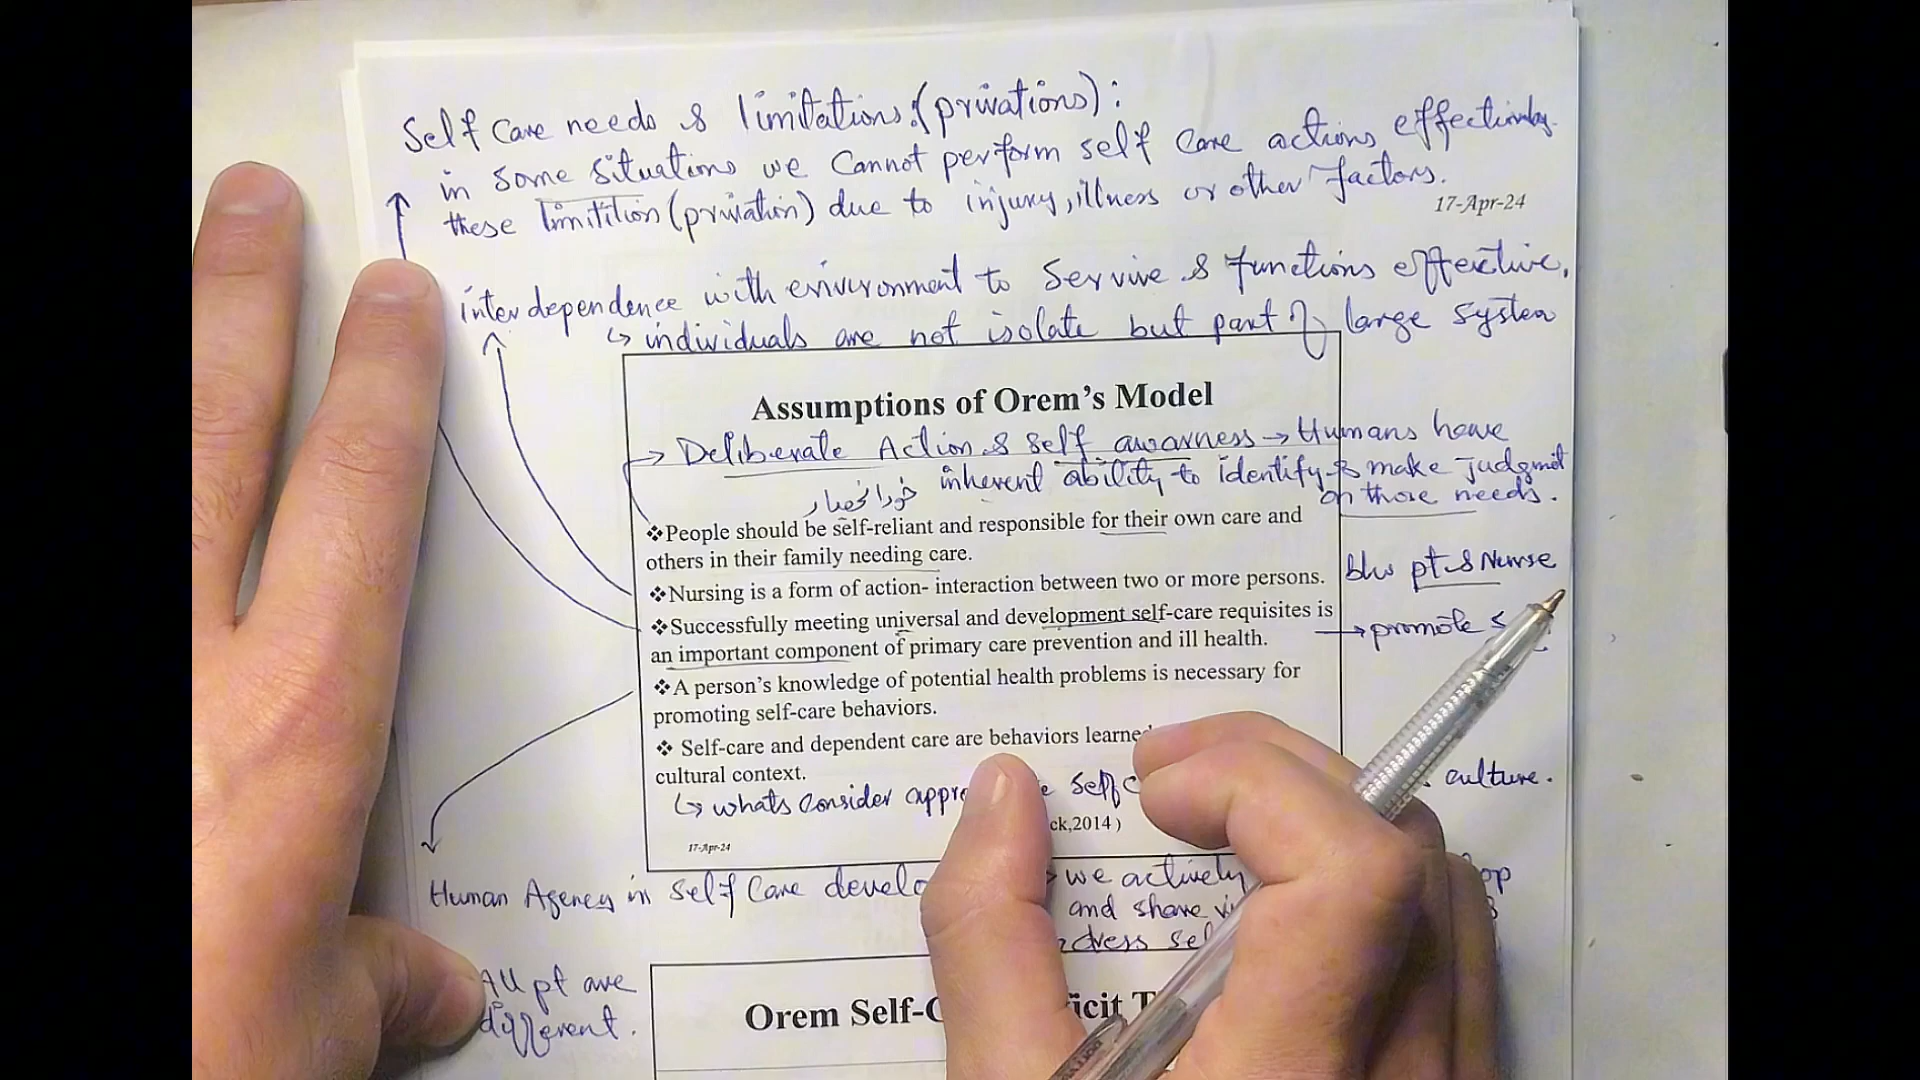 Self Care needs & limitations:(privations):
in some situations we Cannot perform self Care actions effectively.
these limitition (privation) due to injury, illness or other factors.
17-Apr-24
interdependence with enivironment to Servive & functions effective.
↳ individuals are not isolate but part of large system
Assumptions of Orem's Model
→ Deliberate Action & self awarness → Humans have
inherent ability to identify & make judgment
on those needs.
خود انحصار
❖People should be self-reliant and responsible for their own care and
others in their family needing care.
❖Nursing is a form of action- interaction between two or more persons.
b/w pt & Nurse
❖Successfully meeting universal and development self-care requisites is
an important component of primary care prevention and ill health.
→ promote
❖A person's knowledge of potential health problems is necessary for
promoting self-care behaviors.
❖ Self-care and dependent care are behaviors learned
cultural context.
↳ whats Consider self
culture.
ck,2014 )
17-Apr-24
Human Agency in Self Care
we actively
and share
All pt are
different.
Orem Self-